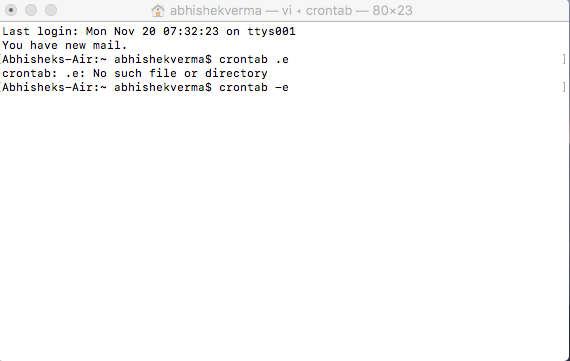 abhishekverma — vi • crontab — 80×23
Last login: Mon Nov 20 07:32:23 on ttys001
You have new mail.
[Abhisheks-Air:~ abhishekverma$ crontab .e ]
crontab: .e: No such file or directory
[Abhisheks-Air:~ abhishekverma$ crontab -e ]